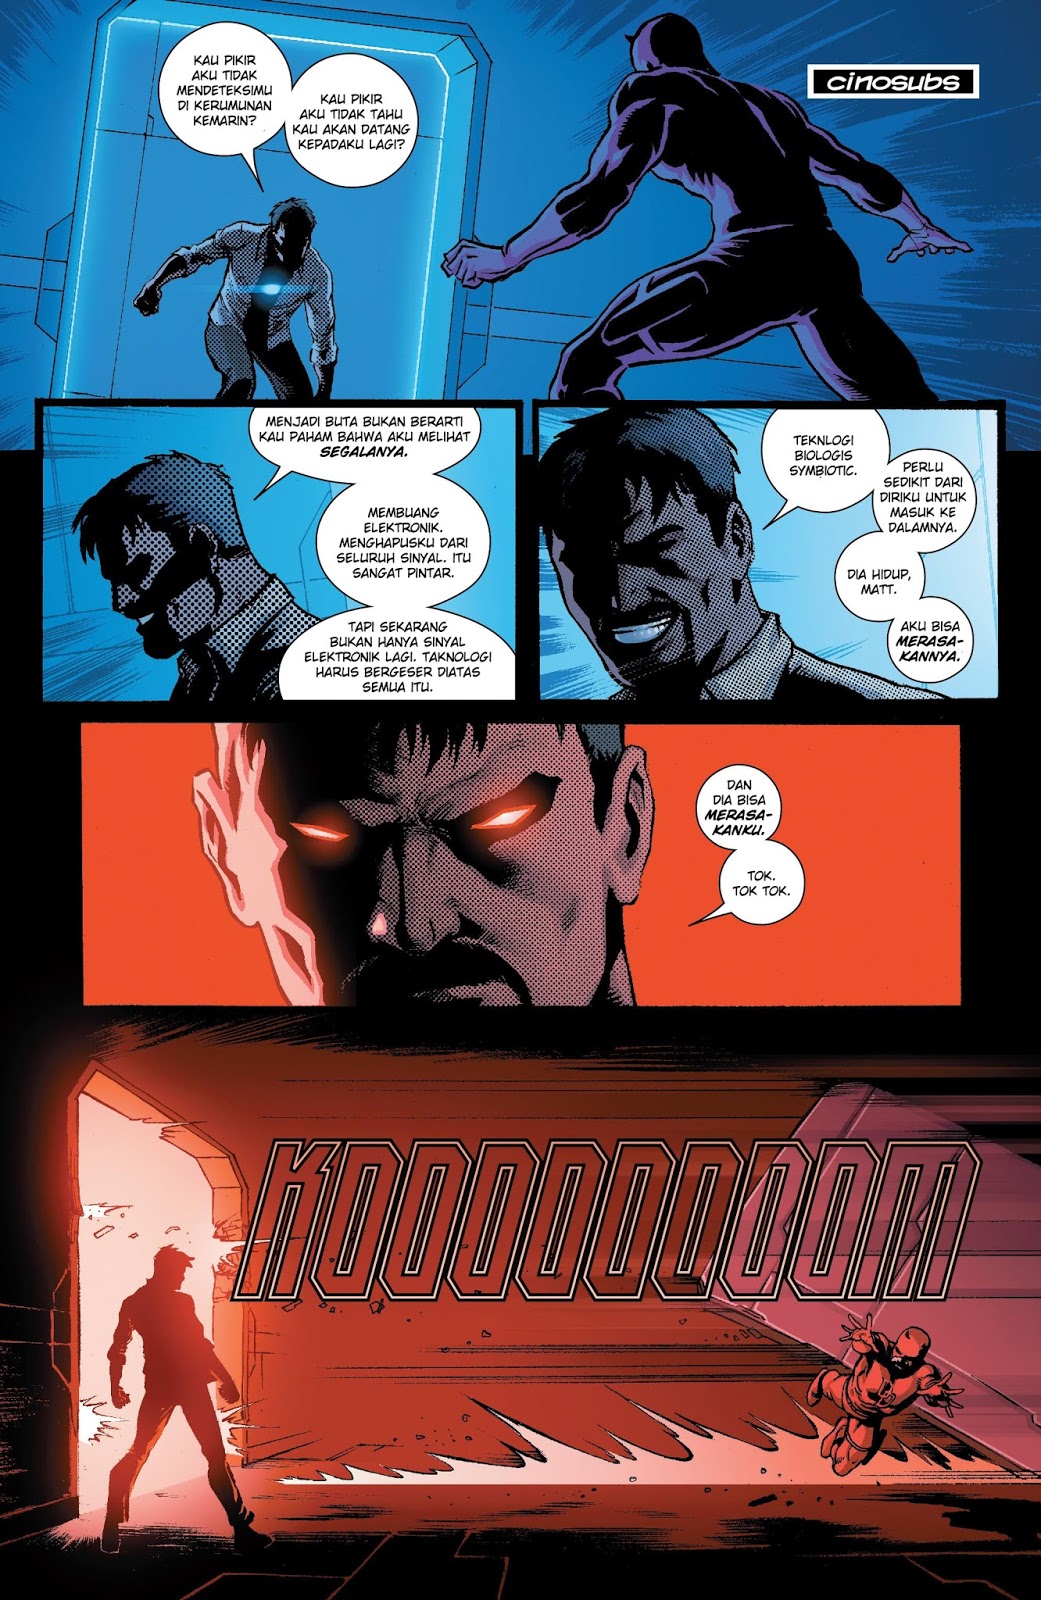 KAU PIKIR
AKU TIDAK
MENDETEKSIMU
DI KERUMUNAN
KEMARIN?
KAU PIKIR
AKU TIDAK TAHU
KAU AKAN DATANG
KEPADAKU LAGI?
cinosubs
MENJADI BUTA BUKAN BERARTI
KAU PAHAM BAHWA AKU MELIHAT
SEGALANYA.
MEMBUANG
ELEKTRONIK.
MENGHAPUSKU DARI
SELURUH SINYAL. ITU
SANGAT PINTAR.
TAPI SEKARANG
BUKAN HANYA SINYAL
ELEKTRONIK LAGI. TAKNOLOGI
HARUS BERGESER DIATAS
SEMUA ITU.
TEKNLOGI
BIOLOGIS
SYMBIOTIC.
PERLU
SEDIKIT DARI
DIRIKU UNTUK
MASUK KE
DALAMNYA.
DIA HIDUP,
MATT.
AKU BISA
MERASA-
KANNYA.
DAN
DIA BISA
MERASA-
KANKU.
TOK.
TOK TOK.
KOOOOOOOOM